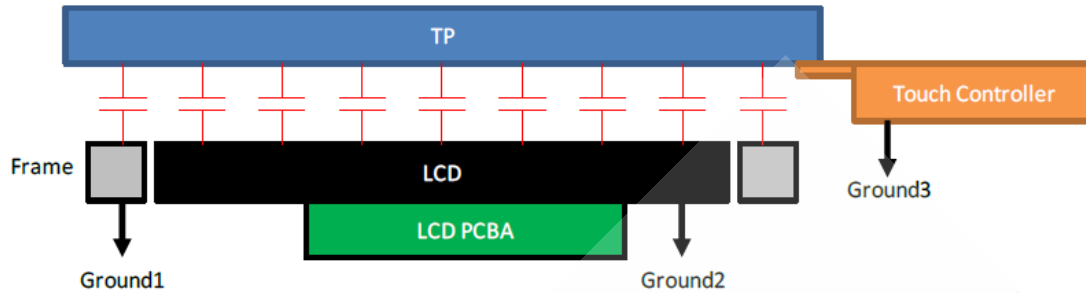 TP
Touch Controller
Frame
LCD
Ground3
LCD PCBA
Ground1
Ground2